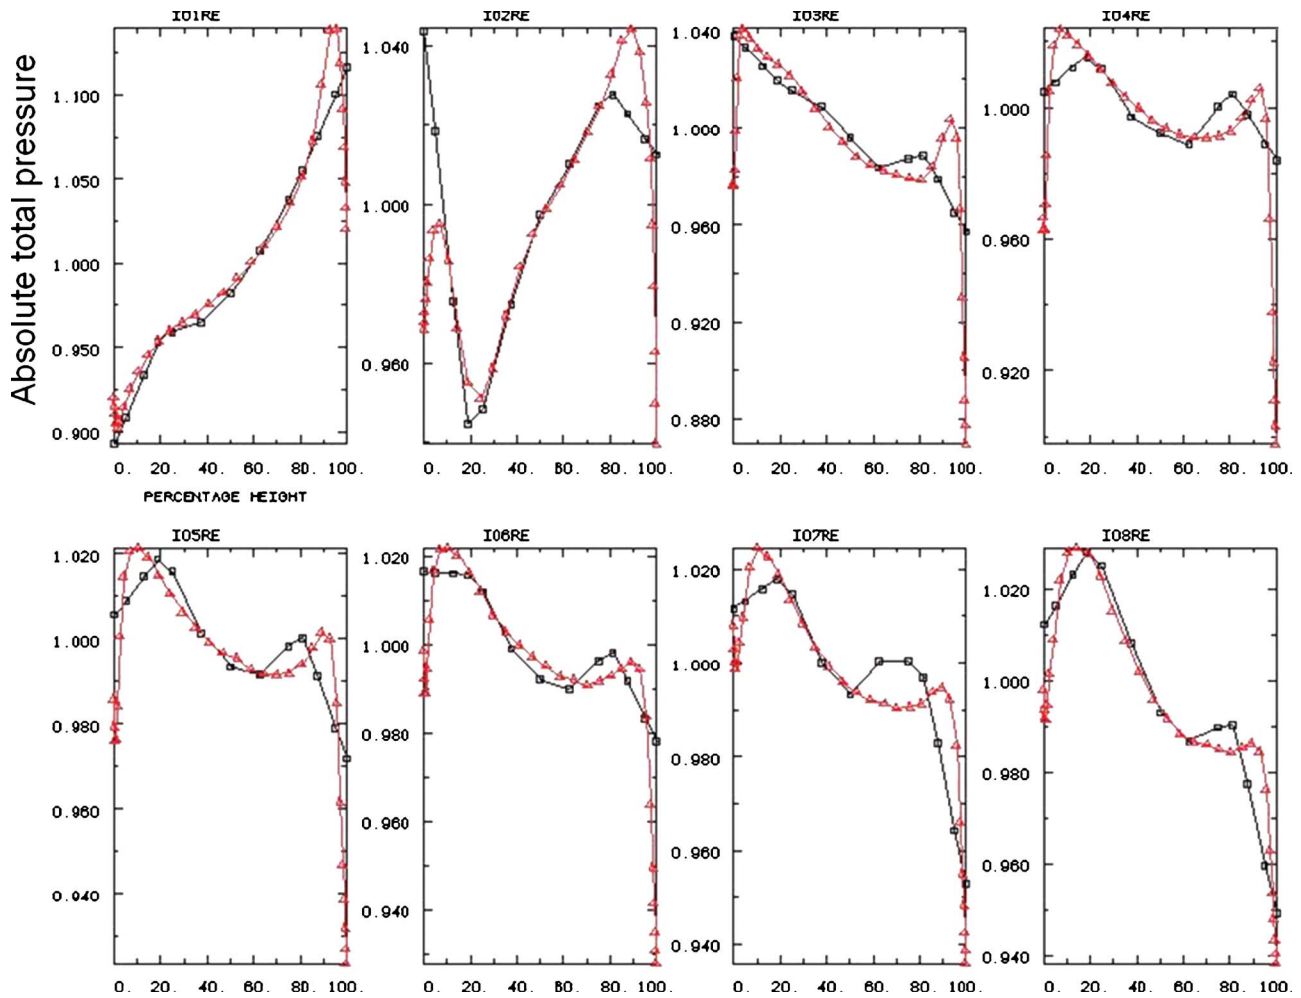 IO1RE
IO2RE
IO3RE
IO4RE
Absolute total pressure
1.100
1.050
1.000
0.950
0.900
1.040
1.000
0.960
1.040
1.000
0.960
0.920
0.880
1.000
0.960
0.920
0. 20. 40. 60. 80. 100.
0. 20. 40. 60. 80. 100.
0. 20. 40. 60. 80. 100.
0. 20. 40. 60. 80. 100.
PERCENTAGE HEIGHT
IO5RE
IO6RE
IO7RE
IO8RE
1.020
1.000
0.980
0.960
0.940
1.020
1.000
0.980
0.960
0.940
1.020
1.000
0.980
0.960
0.940
1.020
1.000
0.980
0.960
0.940
0. 20. 40. 60. 80. 100.
0. 20. 40. 60. 80. 100.
0. 20. 40. 60. 80. 100.
0. 20. 40. 60. 80. 100.